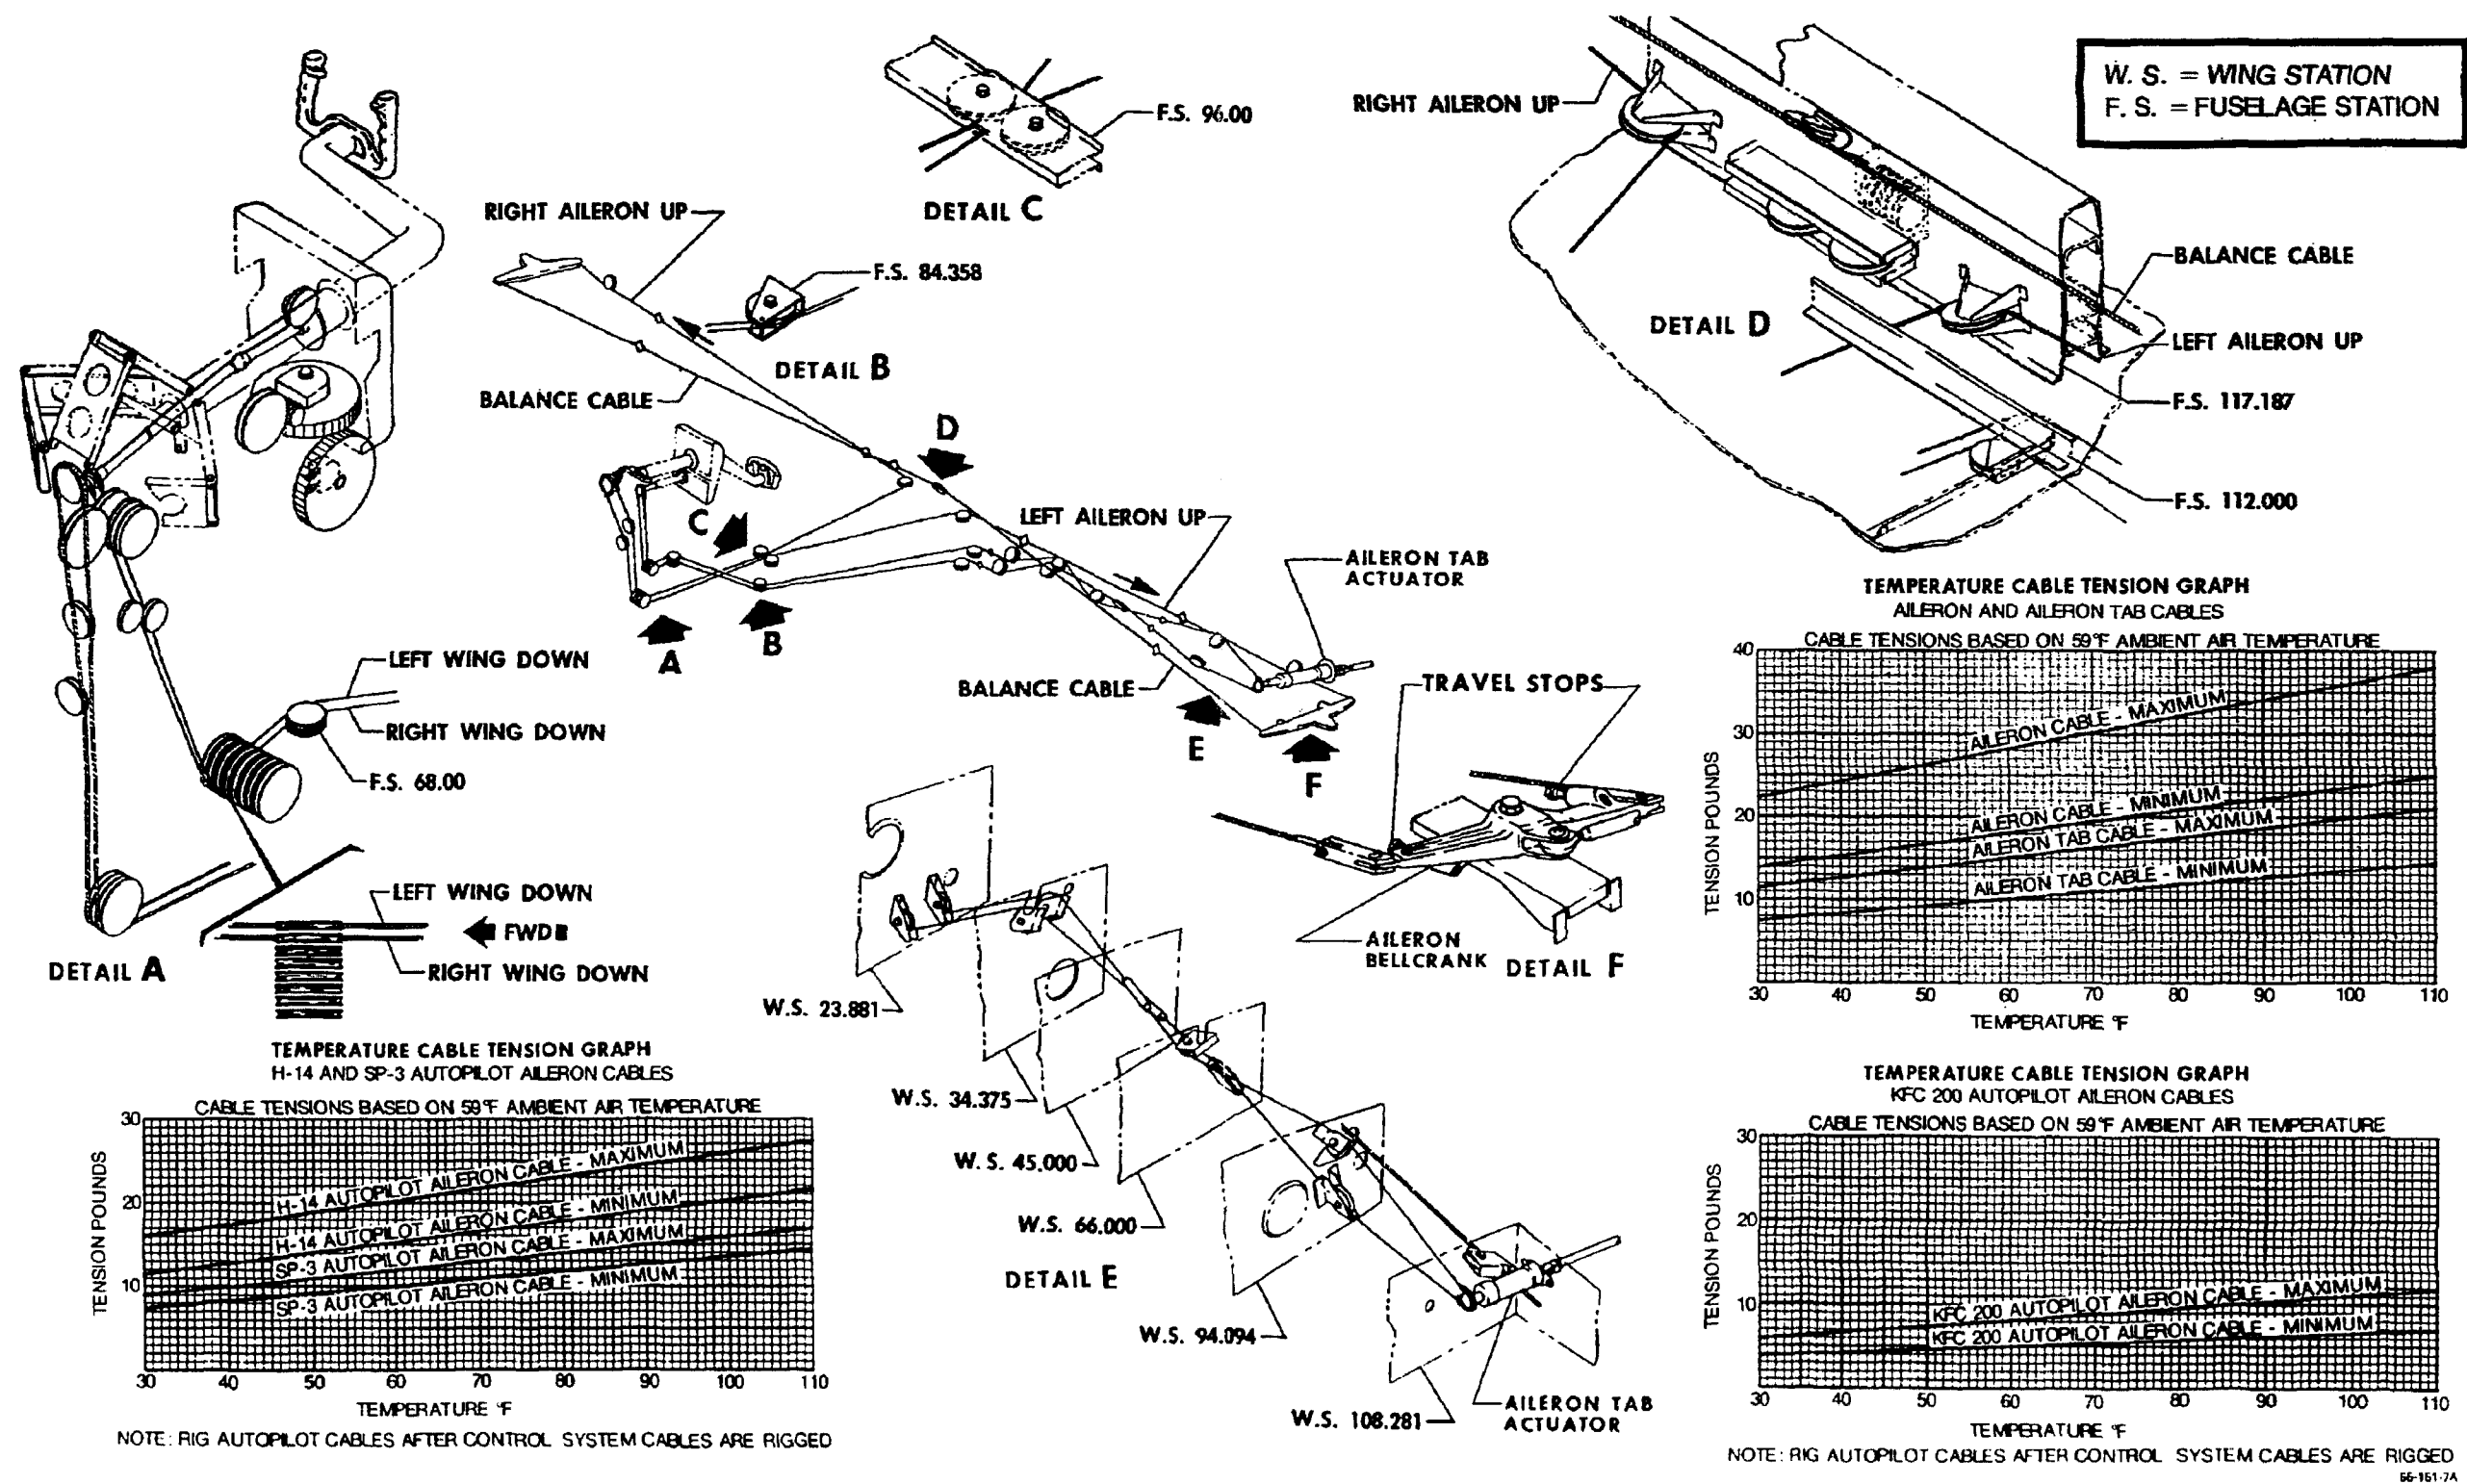 W. S. = WING STATION
F. S. = FUSELAGE STATION
F.S. 96.00
DETAIL C
RIGHT AILERON UP
F.S. 84.358
DETAIL B
BALANCE CABLE
D
C
A
B
LEFT AILERON UP
AILERON TAB
ACTUATOR
BALANCE CABLE
E
F
RIGHT AILERON UP
BALANCE CABLE
DETAIL D
LEFT AILERON UP
F.S. 117.187
F.S. 112.000
LEFT WING DOWN
RIGHT WING DOWN
F.S. 68.00
LEFT WING DOWN
FWD
RIGHT WING DOWN
DETAIL A
TRAVEL STOPS
AILERON
BELLCRANK
DETAIL F
W.S. 23.881
W.S. 34.375
W.S. 45.000
W.S. 66.000
DETAIL E
W.S. 94.094
W.S. 108.281
AILERON TAB
ACTUATOR
TEMPERATURE CABLE TENSION GRAPH
AILERON AND AILERON TAB CABLES
CABLE TENSIONS BASED ON 59°F AMBIENT AIR TEMPERATURE
40
30
20
10
TENSION POUNDS
AILERON CABLE - MAXIMUM
AILERON CABLE - MINIMUM
AILERON TAB CABLE - MAXIMUM
AILERON TAB CABLE - MINIMUM
30 40 50 60 70 80 90 100 110
TEMPERATURE °F
TEMPERATURE CABLE TENSION GRAPH
H-14 AND SP-3 AUTOPILOT AILERON CABLES
CABLE TENSIONS BASED ON 59°F AMBIENT AIR TEMPERATURE
30
20
10
TENSION POUNDS
H-14 AUTOPILOT AILERON CABLE - MAXIMUM
H-14 AUTOPILOT AILERON CABLE - MINIMUM
SP-3 AUTOPILOT AILERON CABLE - MAXIMUM
SP-3 AUTOPILOT AILERON CABLE - MINIMUM
30 40 50 60 70 80 90 100 110
TEMPERATURE °F
NOTE: RIG AUTOPILOT CABLES AFTER CONTROL SYSTEM CABLES ARE RIGGED
TEMPERATURE CABLE TENSION GRAPH
KFC 200 AUTOPILOT AILERON CABLES
CABLE TENSIONS BASED ON 59°F AMBIENT AIR TEMPERATURE
30
20
10
TENSION POUNDS
KFC 200 AUTOPILOT AILERON CABLE - MAXIMUM
KFC 200 AUTOPILOT AILERON CABLE - MINIMUM
30 40 50 60 70 80 90 100 110
TEMPERATURE °F
NOTE: RIG AUTOPILOT CABLES AFTER CONTROL SYSTEM CABLES ARE RIGGED